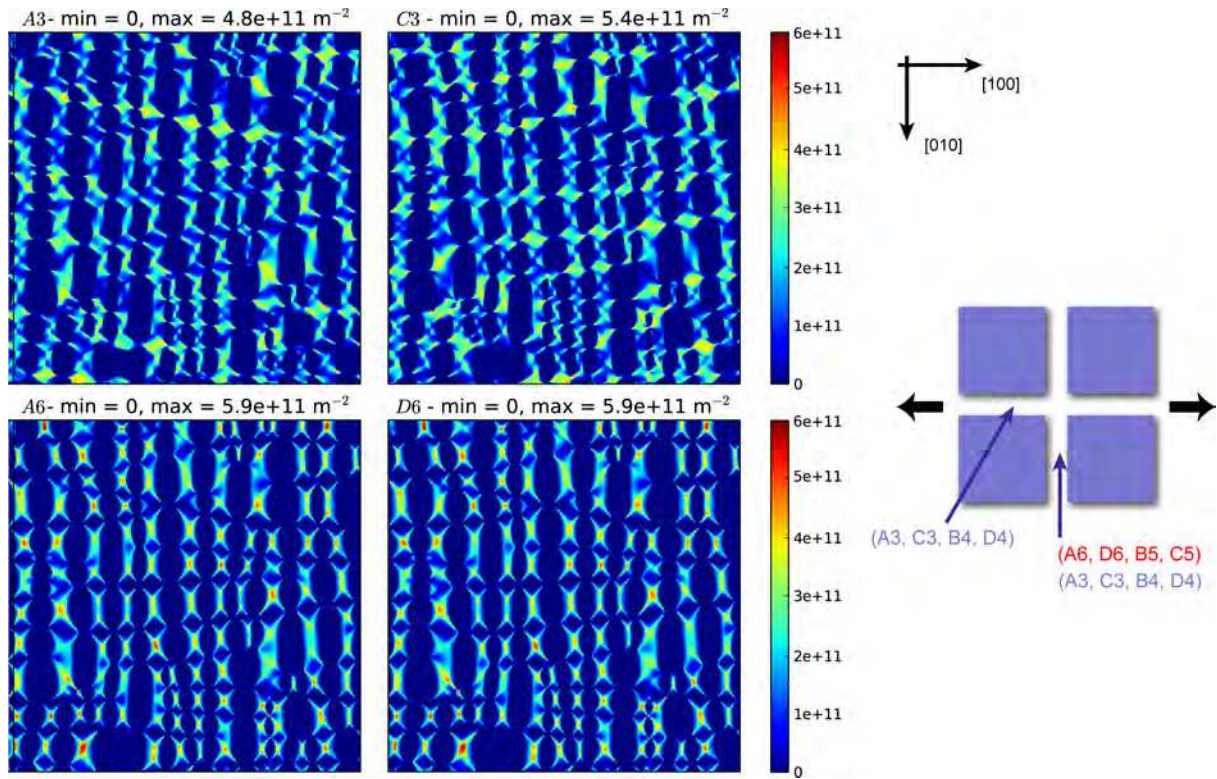 A3- min = 0, max = 4.8e+11 m⁻²
C3 - min = 0, max = 5.4e+11 m⁻²
6e+11
5e+11
4e+11
3e+11
2e+11
1e+11
0
[100]
[010]
A6- min = 0, max = 5.9e+11 m⁻²
D6 - min = 0, max = 5.9e+11 m⁻²
6e+11
5e+11
4e+11
3e+11
2e+11
1e+11
0
(A3, C3, B4, D4)
(A6, D6, B5, C5)
(A3, C3, B4, D4)